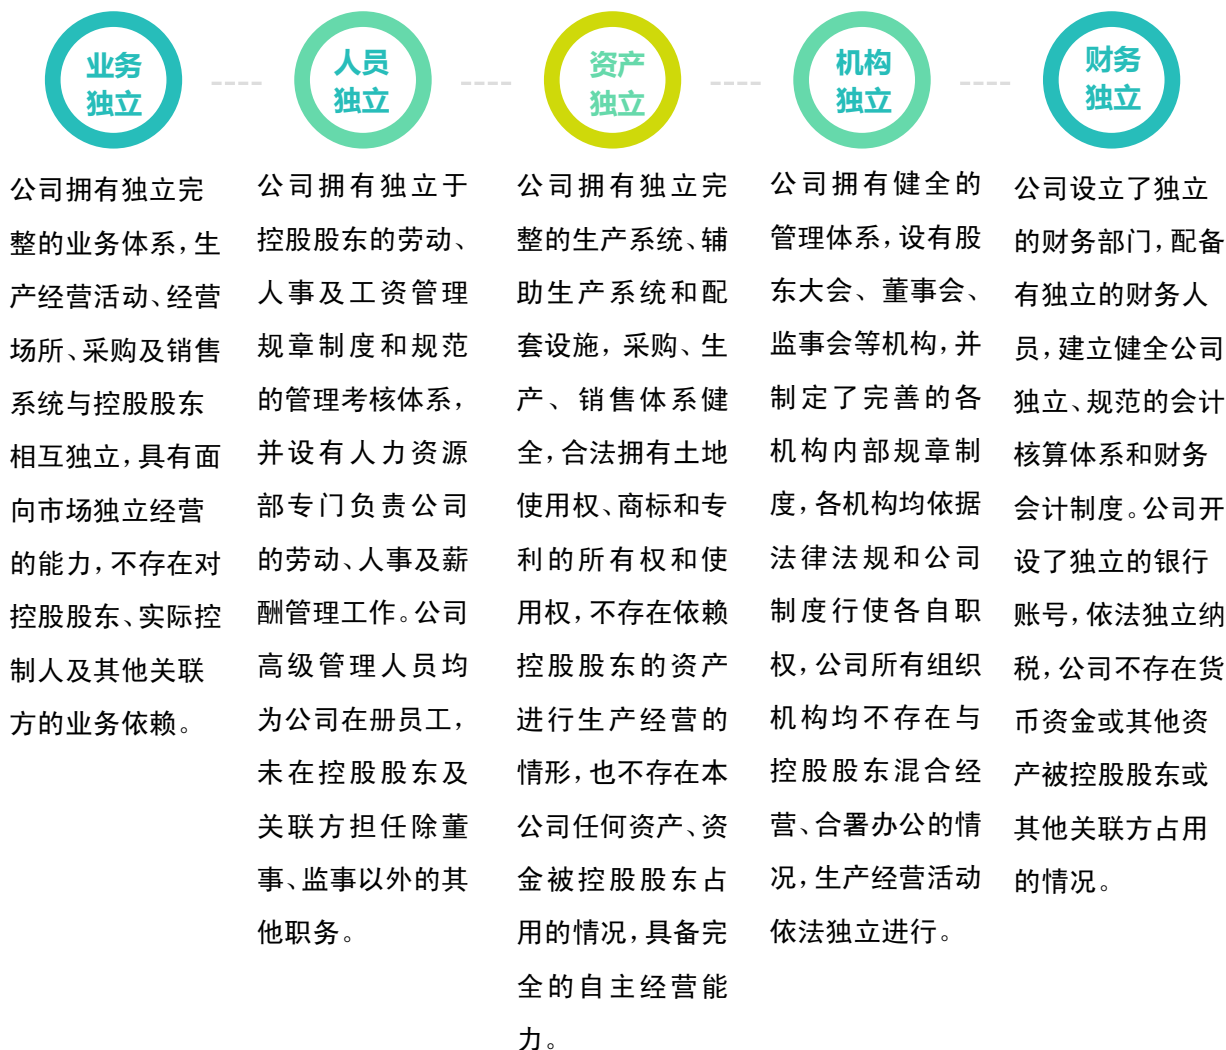 业务
独立
公司拥有独立完
整的业务体系，生
产经营活动、经营
场所、采购及销售
系统与控股股东
相互独立，具有面
向市场独立经营
的能力，不存在对
控股股东、实际控
制人及其他关联
方的业务依赖。
人员
独立
公司拥有独立于
控股股东的劳动、
人事及工资管理
规章制度和规范
的管理考核体系，
并设有人力资源
部专门负责公司
的劳动、人事及薪
酬管理工作。公司
高级管理人员均
为公司在册员工，
未在控股股东及
关联方担任除董
事、监事以外的其
他职务。
资产
独立
公司拥有独立完
整的生产系统、辅
助生产系统和配
套设施，采购、生
产、销售体系健
全，合法拥有土地
使用权、商标和专
利的所有权和使
用权，不存在依赖
控股股东的资产
进行生产经营的
情形，也不存在本
公司任何资产、资
金被控股股东占
用的情况，具备完
全的自主经营能
力。
机构
独立
公司拥有健全的
管理体系，设有股
东大会、董事会、
监事会等机构，并
制定了完善的各
机构内部规章制
度，各机构均依据
法律法规和公司
制度行使各自职
权，公司所有组织
机构均不存在与
控股股东混合经
营、合署办公的情
况，生产经营活动
依法独立进行。
财务
独立
公司设立了独立
的财务部门，配备
有独立的财务人
员，建立健全公司
独立、规范的会计
核算体系和财务
会计制度。公司开
设了独立的银行
账号，依法独立纳
税，公司不存在货
币资金或其他资
产被控股股东或
其他关联方占用
的情况。